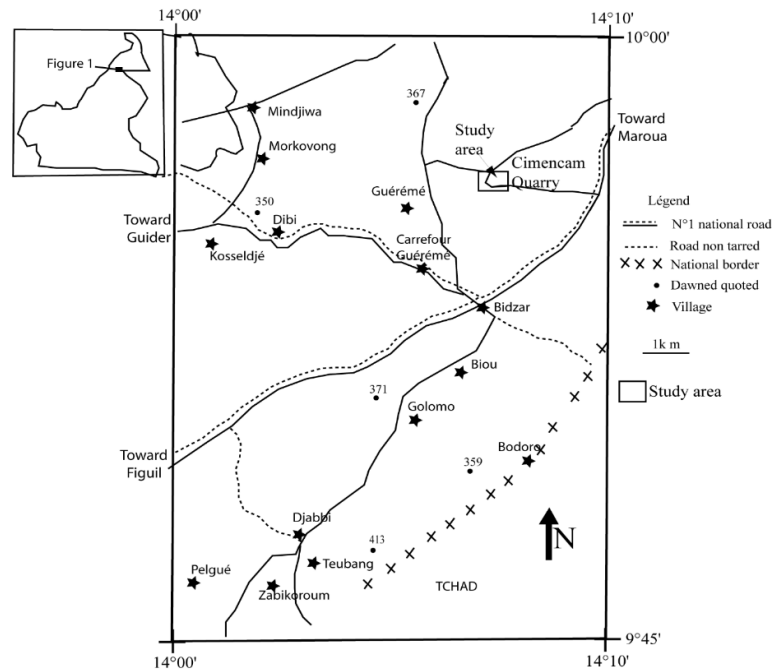 14°00'
14°10'
10°00'
Figure 1
367
Toward
Maroua
Mindjiwa
Study
area
Morkovong
Cimencam
Quarry
Guérémé
Légend
350
Toward
Guider
Dibi
N°1 national road
Carrefour
Guérémé
Road non tarred
Kosseldjé
National border
Dawned quoted
Bidzar
Village
1k m
Biou
371
Study area
Golomo
Bodoro
Toward
Figuil
359
Djabbi
N
413
Teubang
Pelgué
Zabikoroum
TCHAD
9°45'
14°00'
14°10'